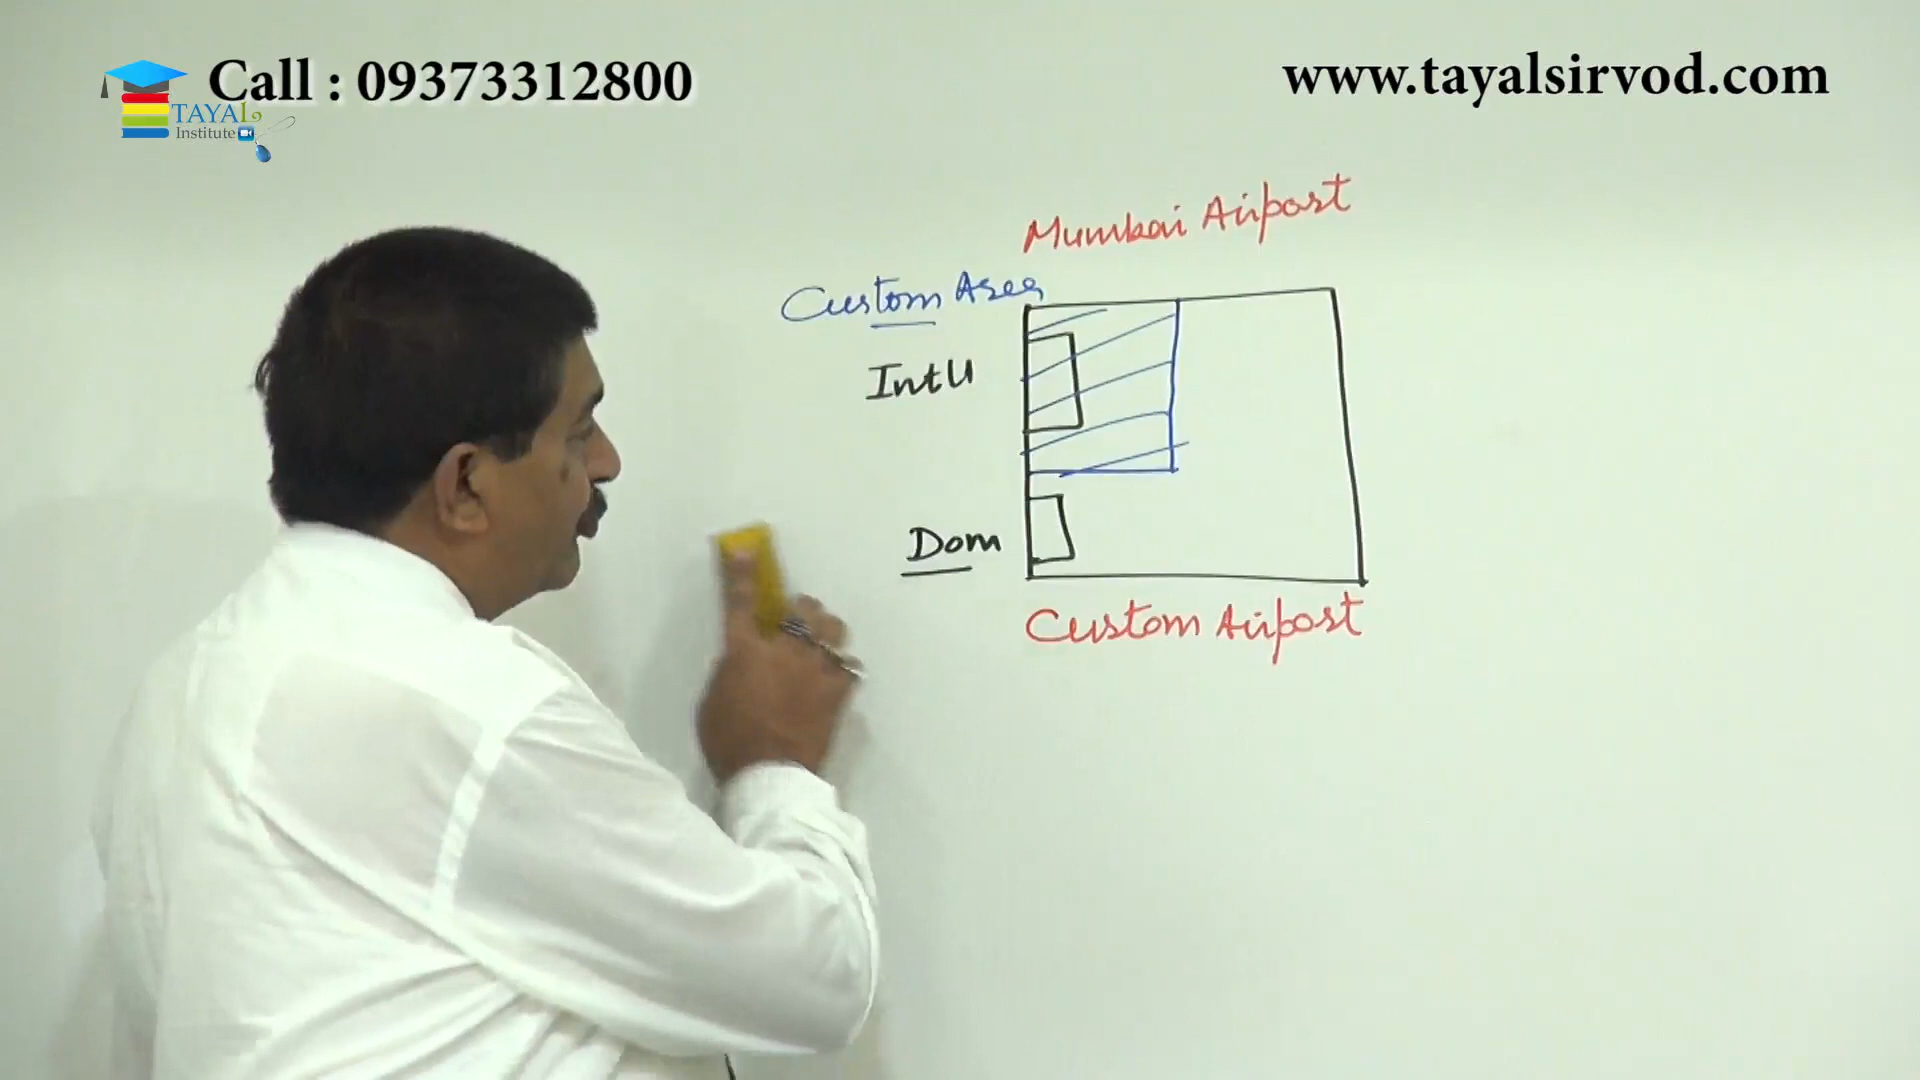 Call : 09373312800
www.tayalsirvod.com
TAYAL
Institute
Mumbai Airport
Custom Area
Intl
Dom
Custom Airport